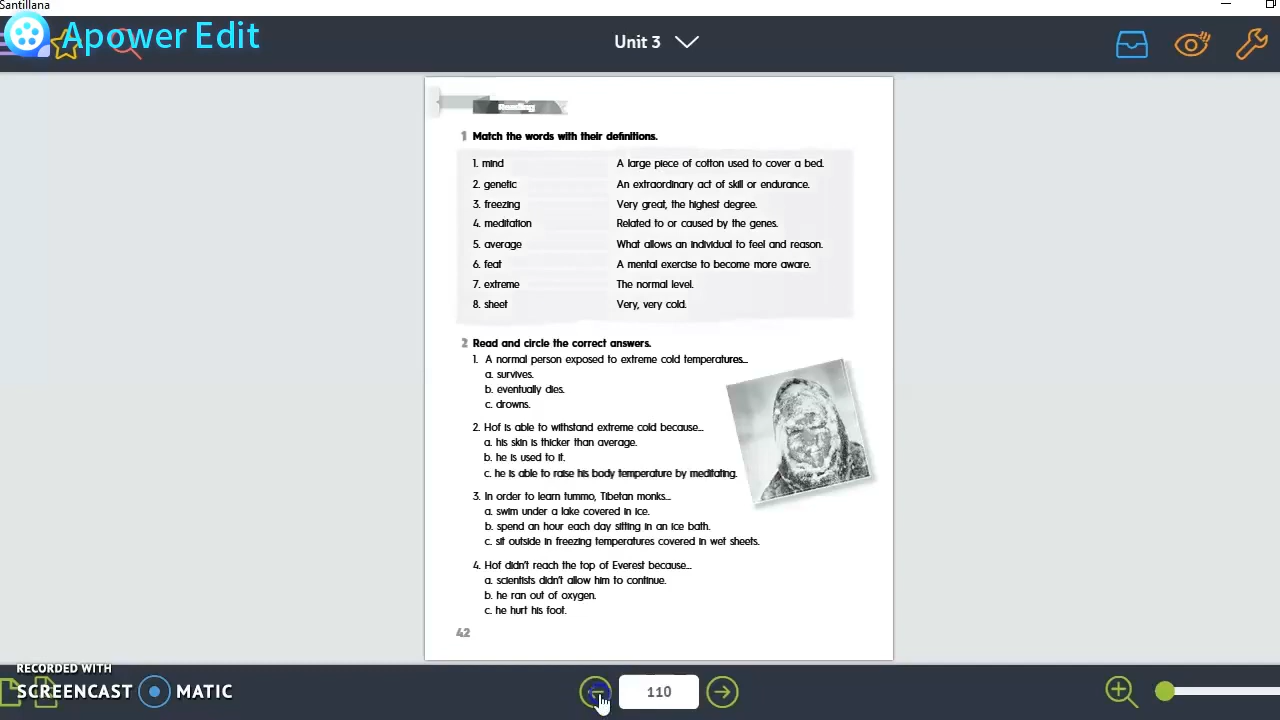 Santillana
Apower Edit
Unit 3
Reading
1 Match the words with their definitions.
1. mind A large piece of cotton used to cover a bed.
2. genetic An extraordinary act of skill or endurance.
3. freezing Very great, the highest degree.
4. meditation Related to or caused by the genes.
5. average What allows an individual to feel and reason.
6. feat A mental exercise to become more aware.
7. extreme The normal level.
8. sheet Very, very cold.
2 Read and circle the correct answers.
1. A normal person exposed to extreme cold temperatures...
a. survives.
b. eventually dies.
c. drowns.
2. Hof is able to withstand extreme cold because...
a. his skin is thicker than average.
b. he is used to it.
c. he is able to raise his body temperature by meditating.
3. In order to learn tummo, Tibetan monks...
a. swim under a lake covered in ice.
b. spend an hour each day sitting in an ice bath.
c. sit outside in freezing temperatures covered in wet sheets.
4. Hof didn't reach the top of Everest because...
a. scientists didn't allow him to continue.
b. he ran out of oxygen.
c. he hurt his foot.
42
RECORDED WITH
SCREENCAST MATIC
110